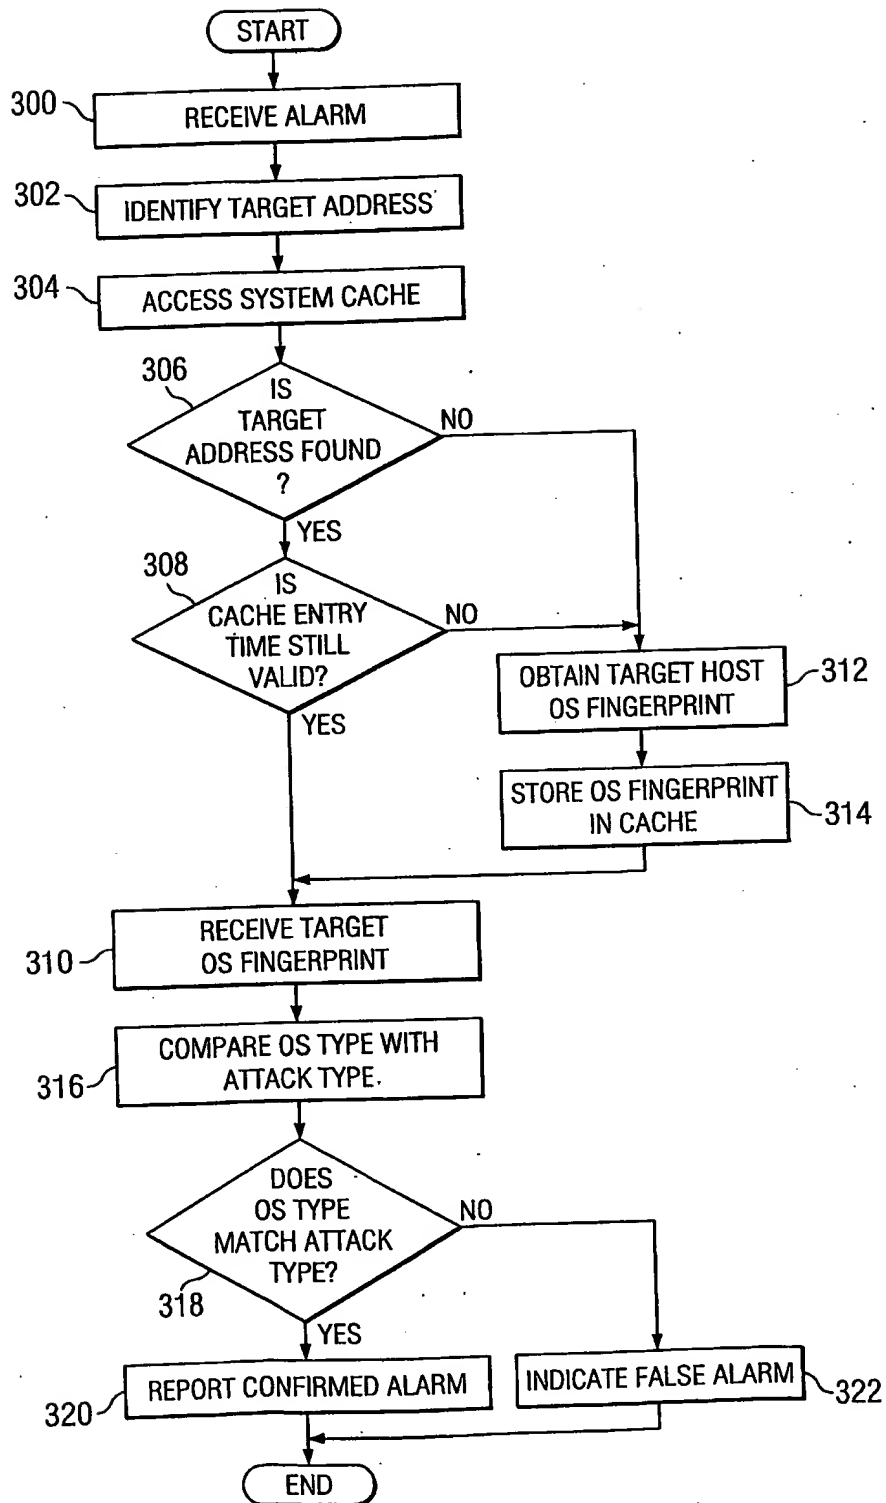 START
300
RECEIVE ALARM
302
IDENTIFY TARGET ADDRESS
304
ACCESS SYSTEM CACHE
306
IS
TARGET
ADDRESS FOUND
?
NO
YES
308
IS
CACHE ENTRY
TIME STILL
VALID?
NO
YES
OBTAIN TARGET HOST
OS FINGERPRINT
312
STORE OS FINGERPRINT
IN CACHE
314
RECEIVE TARGET
OS FINGERPRINT
310
COMPARE OS TYPE WITH
ATTACK TYPE.
316
DOES
OS TYPE
MATCH ATTACK
TYPE?
NO
318
YES
REPORT CONFIRMED ALARM
320
INDICATE FALSE ALARM
322
END